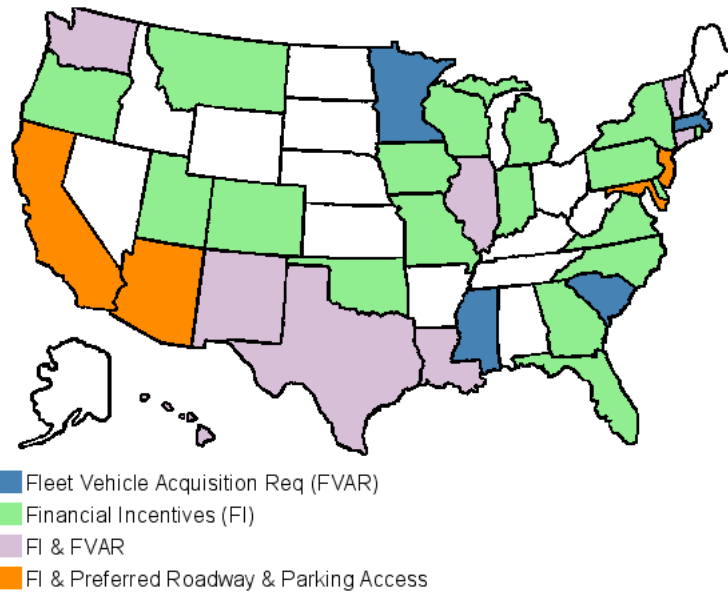 Fleet Vehicle Acquisition Req (FVAR)
Financial Incentives (FI)
FI & FVAR
FI & Preferred Roadway & Parking Access